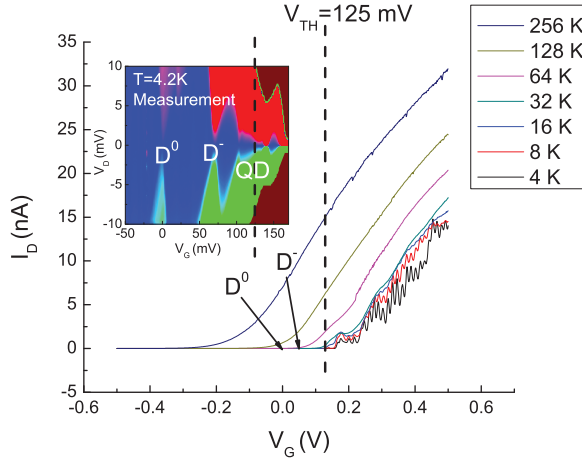 V_TH=125 mV
35
30
25
20
15
10
5
0
-5
I_D (nA)
-0.6 -0.4 -0.2 0.0 0.2 0.4 0.6
V_G (V)
256 K
128 K
64 K
32 K
16 K
8 K
4 K
T=4.2K
Measurement
10
5
0
5
-10
V_D (mV)
-50 0 50 100 150
V_G (mV)
D^0 D^- QD
D^0 D^-